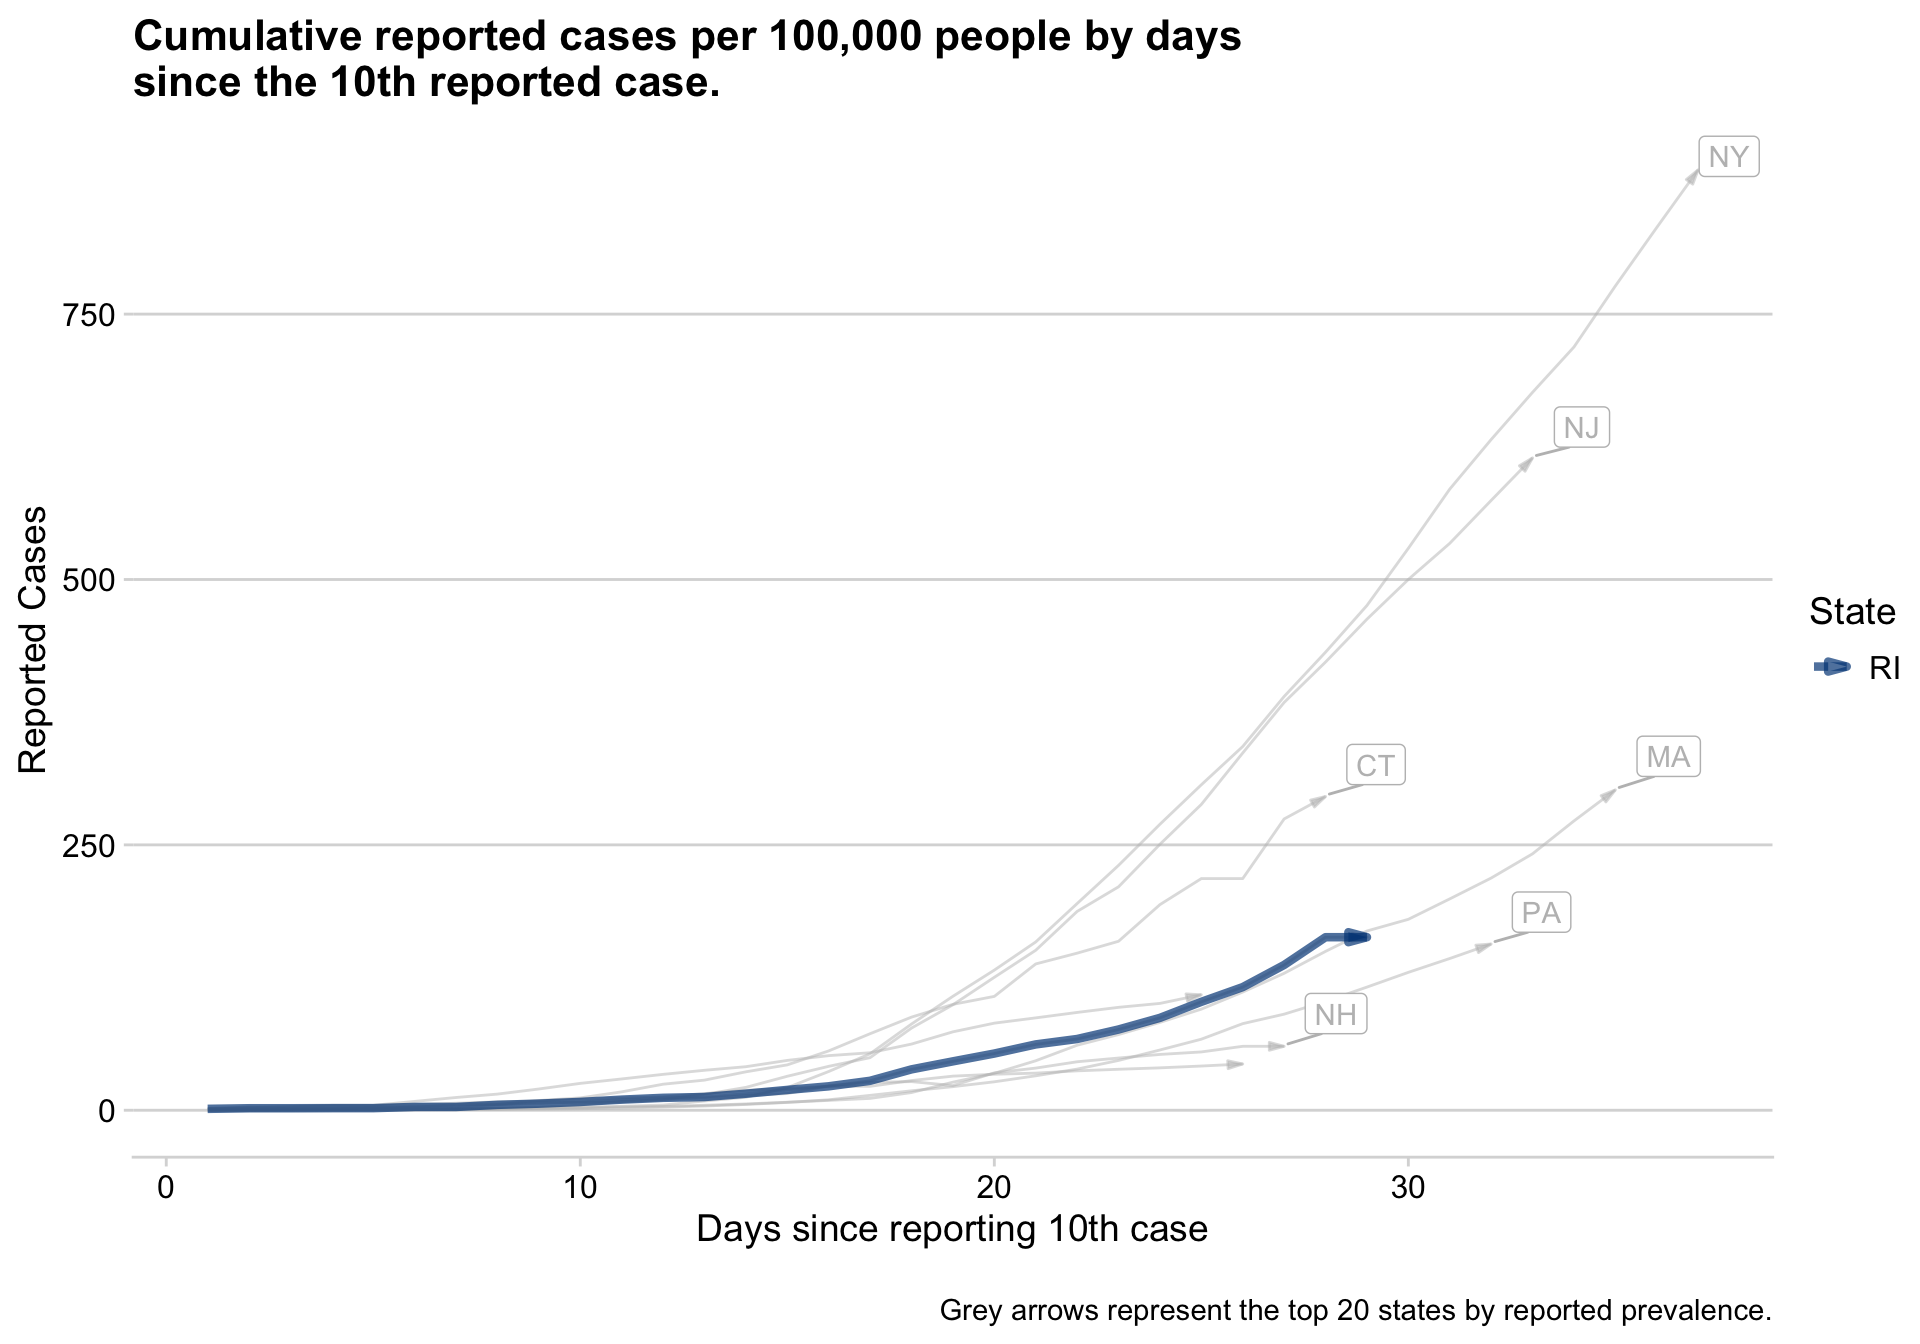 Cumulative reported cases per 100,000 people by days
since the 10th reported case.
NY
750
NJ
Reported Cases
500
State
RI
MA
CT
250
PA
NH
0
0 10 20 30
Days since reporting 10th case
Grey arrows represent the top 20 states by reported prevalence.